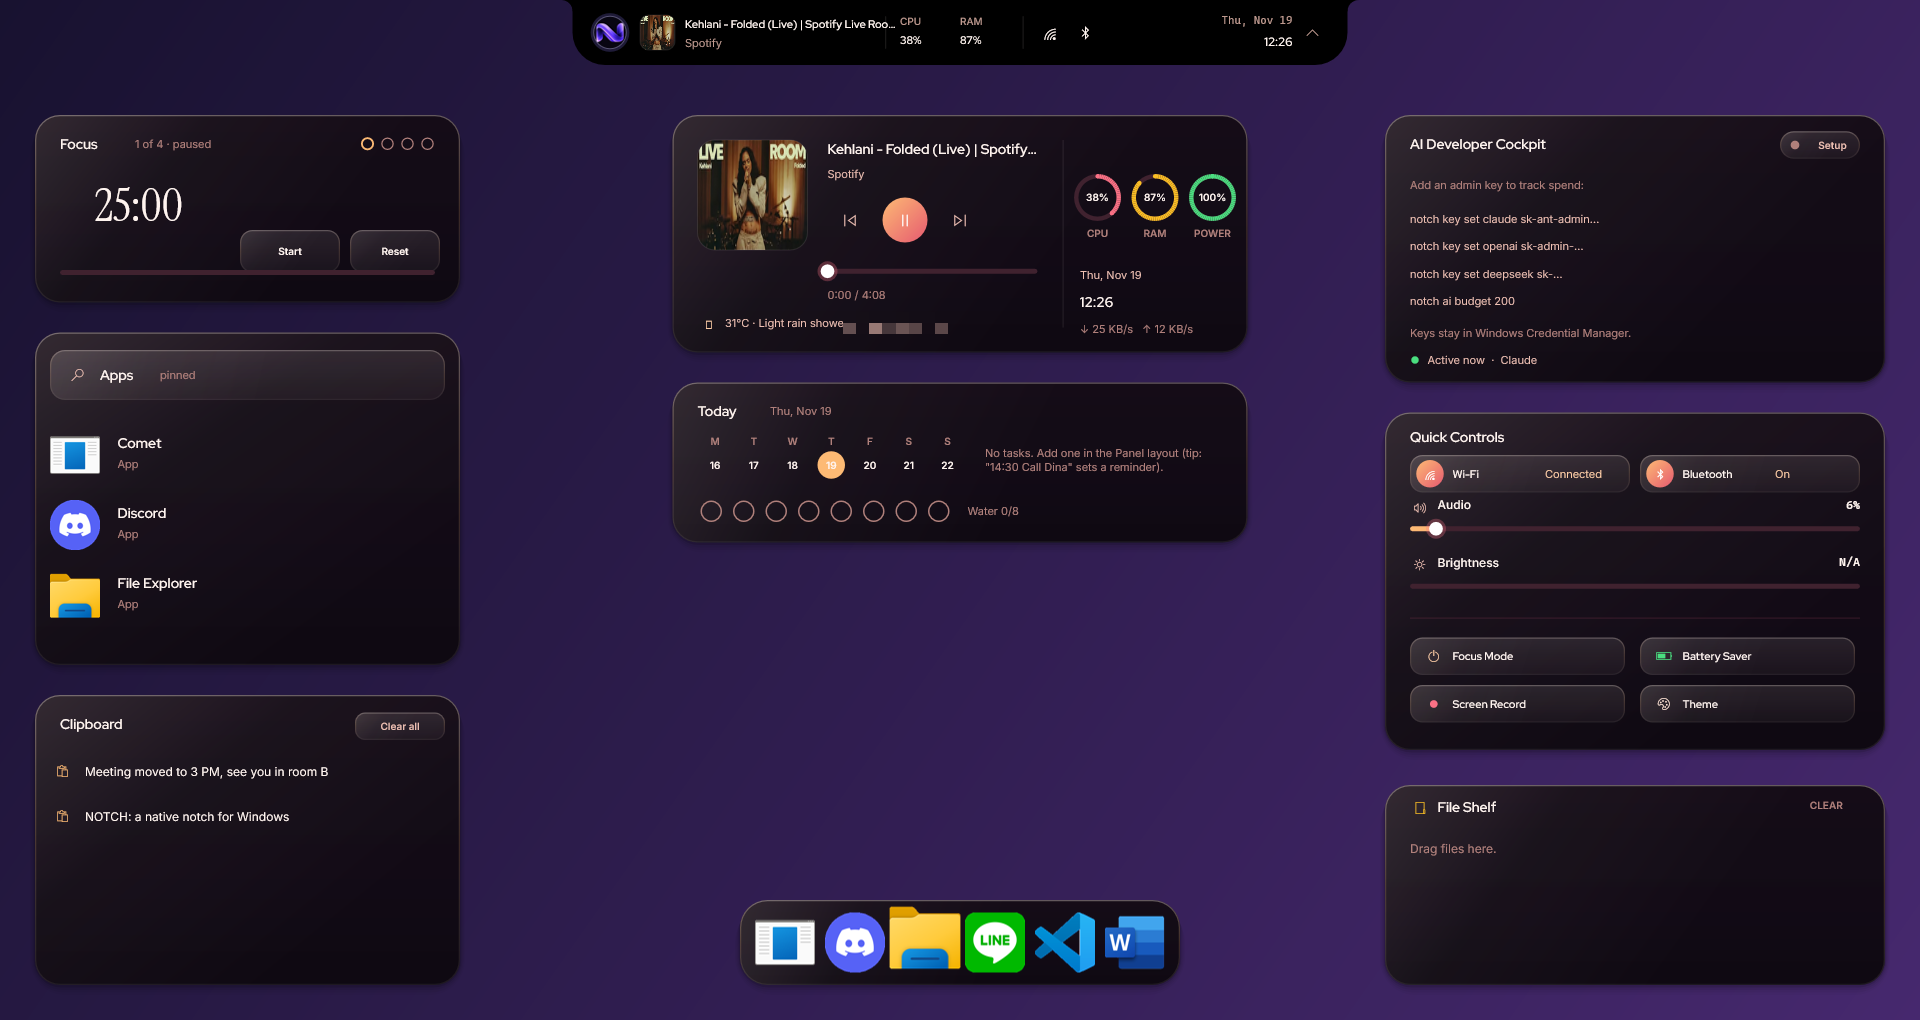 Kehlani - Folded (Live) | Spotify Live Roo...
Spotify
CPU
38%
RAM
87%
Thu, Nov 19
12:26
Focus
1 of 4 · paused
25:00
Start
Reset
Apps
pinned
Comet
App
Discord
App
File Explorer
App
Clipboard
Clear all
Meeting moved to 3 PM, see you in room B
NOTCH: a native notch for Windows
LIVE ROOM
Kehlani
Folded
Kehlani - Folded (Live) | Spotify...
Spotify
0:00 / 4:08
31°C · Light rain showe
38%
87%
100%
CPU
RAM
POWER
Thu, Nov 19
12:26
↓ 25 KB/s ↑ 12 KB/s
Today
Thu, Nov 19
M T W T F S S
16 17 18 19 20 21 22
No tasks. Add one in the Panel layout (tip:
"14:30 Call Dina" sets a reminder).
Water 0/8
LINE
W
AI Developer Cockpit
Setup
Add an admin key to track spend:
notch key set claude sk-ant-admin...
notch key set openai sk-admin-...
notch key set deepseek sk-...
notch ai budget 200
Keys stay in Windows Credential Manager.
Active now · Claude
Quick Controls
Wi-Fi
Connected
Bluetooth
On
Audio
6%
Brightness
N/A
Focus Mode
Battery Saver
Screen Record
Theme
File Shelf
CLEAR
Drag files here.